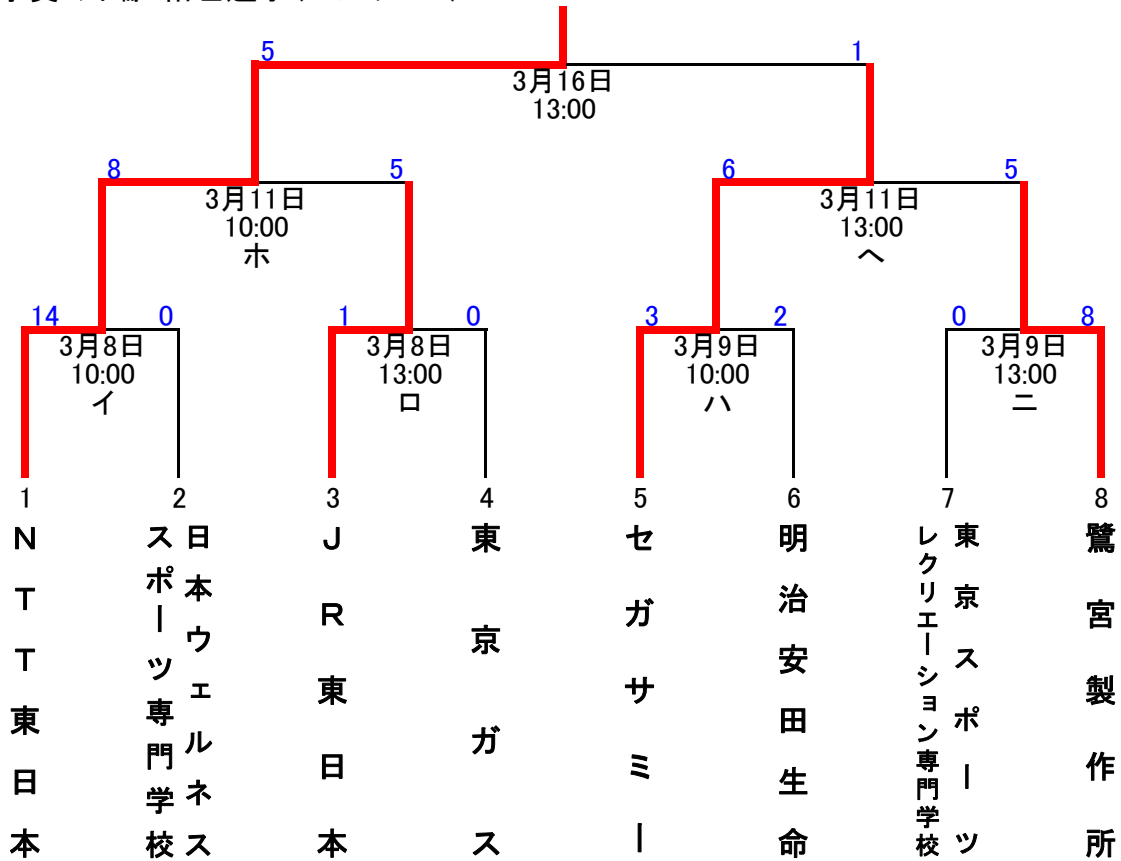 5
1
3月16日
13:00
8
5
6
5
3月11日
10:00
ホ
3月11日
13:00
ヘ
14
0
1
0
3
2
0
8
3月8日
10:00
イ
3月8日
13:00
ロ
3月9日
10:00
ハ
3月9日
13:00
ニ
1
2
3
4
5
6
7
8
NTT東日本
日本ウェルネス
スポーツ専門学校
JR東日本
東京ガス
セガサミー
明治安田生命
東京スポーツ
レクリエーション専門学校
鷺宮製作所